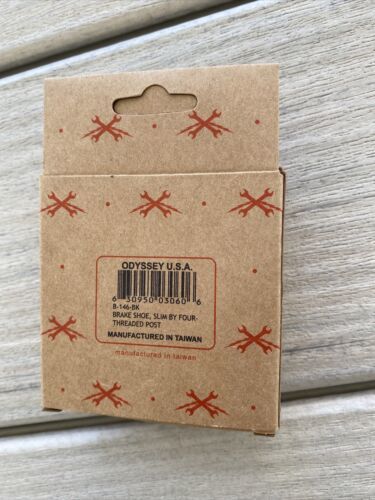 ODYSSEY U.S.A.
6 30950 03060 6
B-146-BK
BRAKE SHOE, SLIM BY FOUR-
THREADED POST
MANUFACTURED IN TAIWAN
manufactured in taiwan